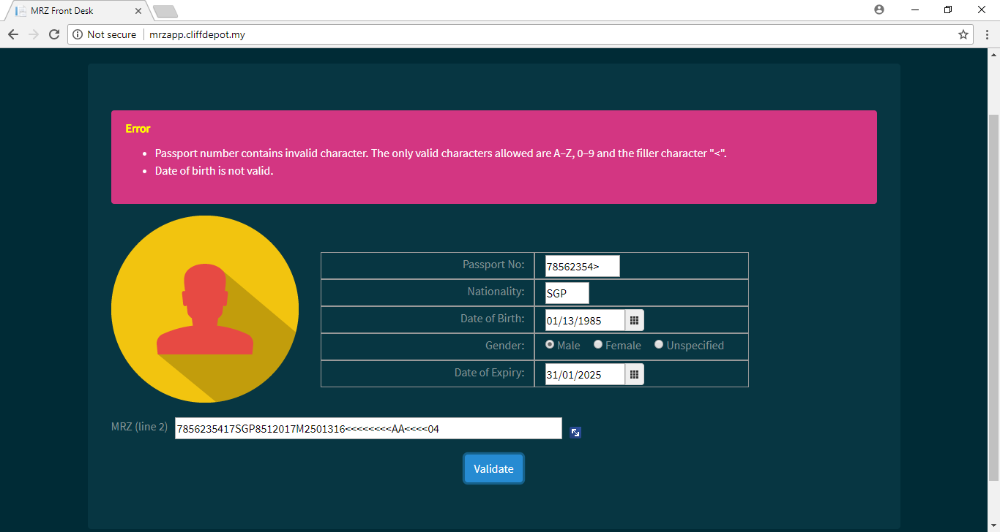 MRZ Front Desk
Not secure mrzapp.cliffdepot.my
Error
• Passport number contains invalid character. The only valid characters allowed are A–Z, 0–9 and the filler character "<".
• Date of birth is not valid.
Passport No: 78562354>
Nationality: SGP
Date of Birth: 01/13/1985
Gender: Male Female Unspecified
Date of Expiry: 31/01/2025
MRZ (line 2) 7856235417SGP8512017M2501316<<<<<<<<AA<<<<04
Validate